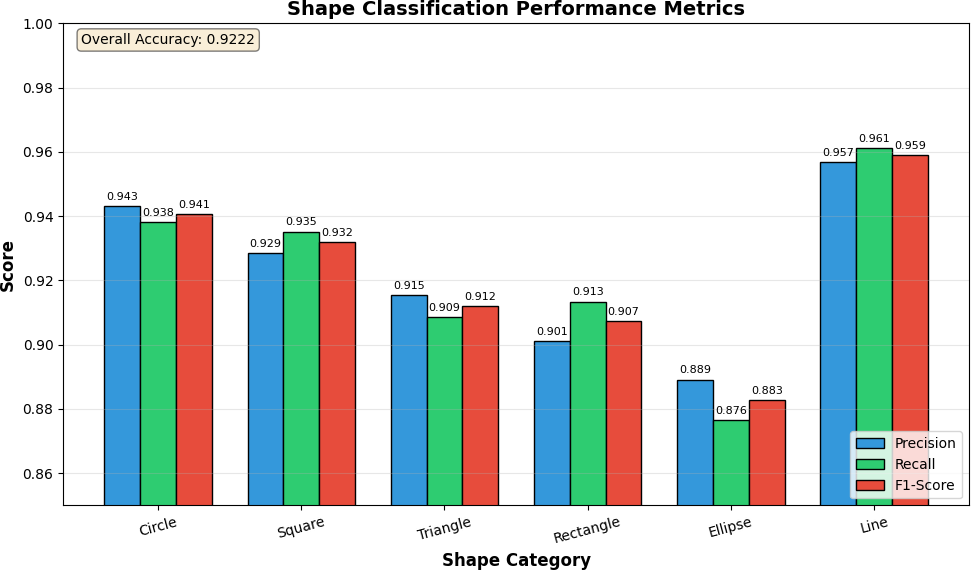 Shape Classification Performance Metrics
Overall Accuracy: 0.9222
Score
1.00
0.98
0.96
0.94
0.92
0.90
0.88
0.86
0.943
0.938
0.941
0.929
0.935
0.932
0.915
0.909
0.912
0.901
0.913
0.907
0.889
0.876
0.883
0.957
0.961
0.959
Precision
Recall
F1-Score
Circle
Square
Triangle
Rectangle
Ellipse
Line
Shape Category